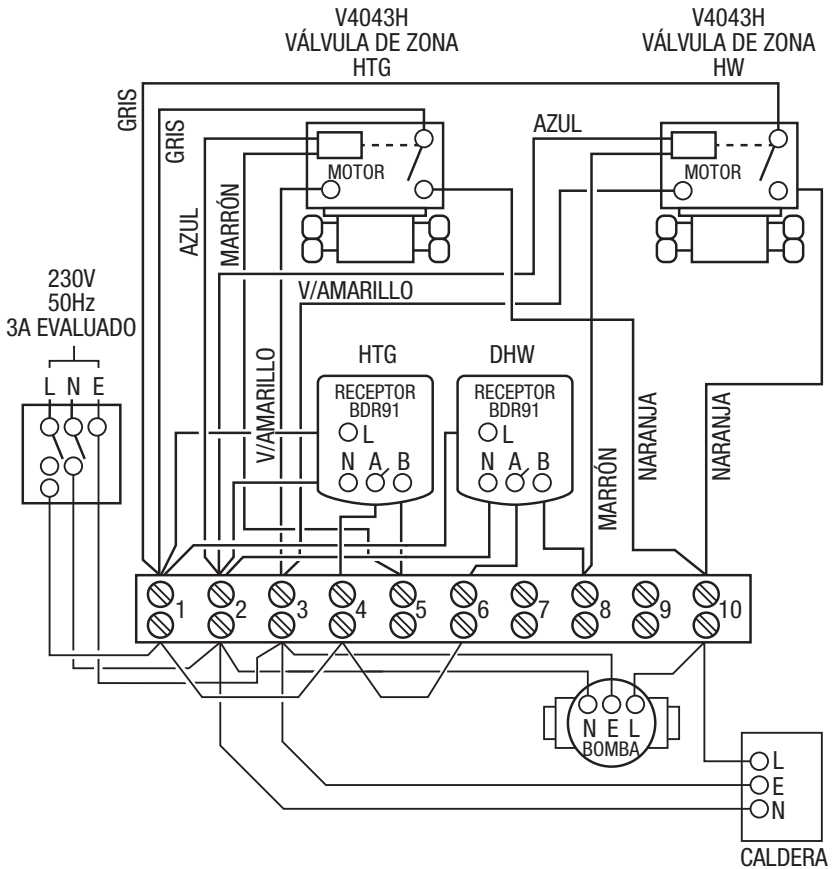 V4043H
VÁLVULA DE ZONA
HTG
V4043H
VÁLVULA DE ZONA
HW
GRIS
GRIS
AZUL
MOTOR
MOTOR
AZUL
MARRÓN
230V
50Hz
3A EVALUADO
V/AMARILLO
L N E
HTG
DHW
V/AMARILLO
RECEPTOR
BDR91
L
N A B
RECEPTOR
BDR91
L
N A B
MARRÓN
NARANJA
NARANJA
1 2 3 4 5 6 7 8 9 10
N E L
BOMBA
L
E
N
CALDERA